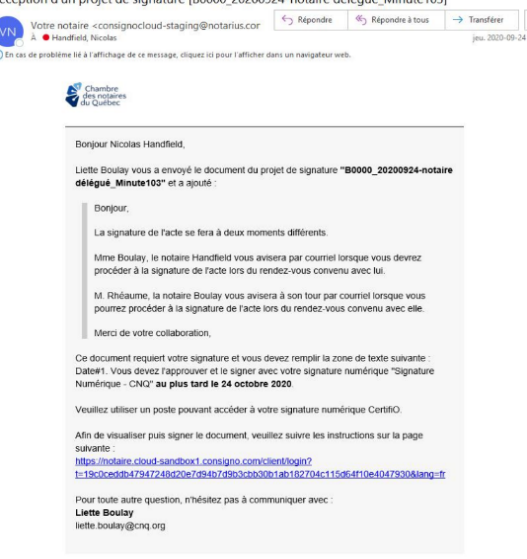 ception d'un projet de signature [B0000_20200924-notaire délégué_Minute103]
VN
Votre notaire <consignocloud-staging@notarius.cor
Répondre
Répondre à tous
Transférer
À Handfield, Nicolas
jeu. 2020-09-24
En cas de problème lié à l'affichage de ce message, cliquez ici pour l'afficher dans un navigateur web.
Chambre
des notaires
du Québec
Bonjour Nicolas Handfield,
Liette Boulay vous a envoyé le document du projet de signature "B0000_20200924-notaire
délégué_Minute103" et a ajouté :
Bonjour,
La signature de l'acte se fera à deux moments différents.
Mme Boulay, le notaire Handfield vous avisera par courriel lorsque vous devrez
procéder à la signature de l'acte lors du rendez-vous convenu avec lui.
M. Rhéaume, la notaire Boulay vous avisera à son tour par courriel lorsque vous
pourrez procéder à la signature de l'acte lors du rendez-vous convenu avec elle.
Merci de votre collaboration,
Ce document requiert votre signature et vous devez remplir la zone de texte suivante :
Date#1. Vous devez l'approuver et le signer avec votre signature numérique "Signature
Numérique - CNQ" au plus tard le 24 octobre 2020.
Veuillez utiliser un poste pouvant accéder à votre signature numérique CertifiO.
Afin de visualiser puis signer le document, veuillez suivre les instructions sur la page
suivante :
https://notaire.cloud-sandbox1.consigno.com/client/login?
t=19c0ceddb47947248d20e7d94b7d9b3cbb30b1ab182704c115d64f10e4047930&lang=fr
Pour toute autre question, n'hésitez pas à communiquer avec :
Liette Boulay
liette.boulay@cnq.org